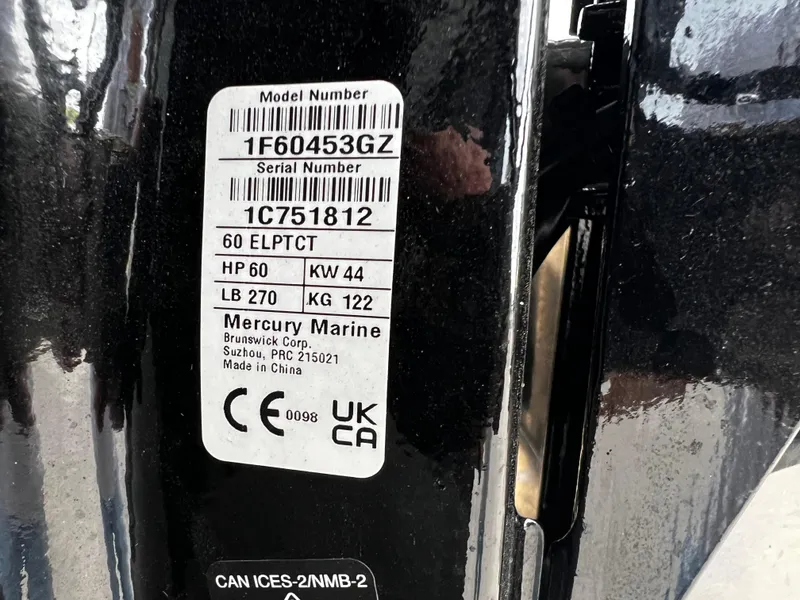 Model Number
1F60453GZ
Serial Number
1C751812
60 ELPTCT
HP 60 KW 44
LB 270 KG 122
Mercury Marine
Brunswick Corp.
Suzhou, PRC 215021
Made in China
CE 0098 UK
CA
CAN ICES-2/NMB-2